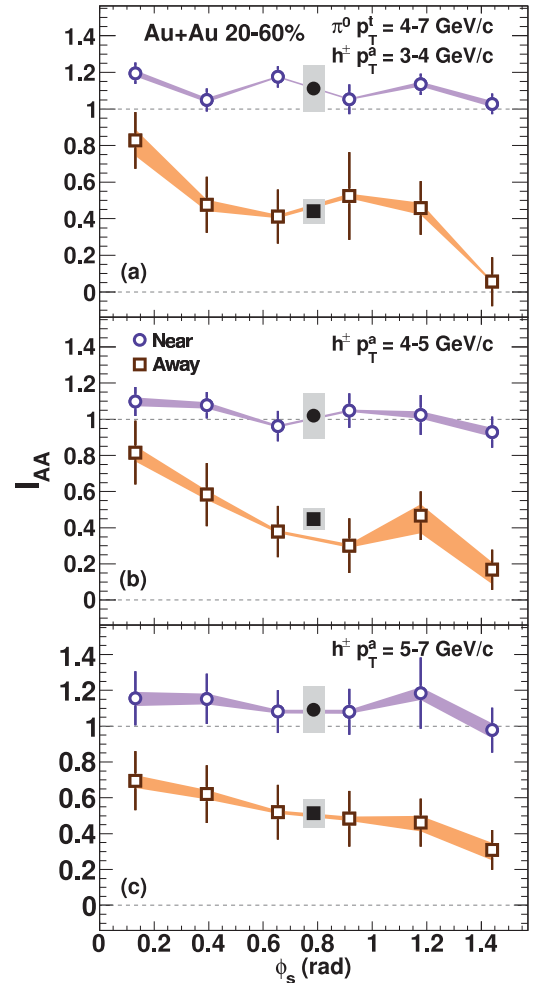 Au+Au 20-60%
π⁰ p_T^t = 4-7 GeV/c
h± p_T^a = 3-4 GeV/c
1.4
1.2
1
0.8
0.6
0.4
0.2
0
(a)
Near
Away
h± p_T^a = 4-5 GeV/c
1.4
1.2
1
0.8
0.6
0.4
0.2
0
I_AA
(b)
h± p_T^a = 5-7 GeV/c
1.4
1.2
1
0.8
0.6
0.4
0.2
0
(c)
0 0.2 0.4 0.6 0.8 1 1.2 1.4
ϕ_s (rad)